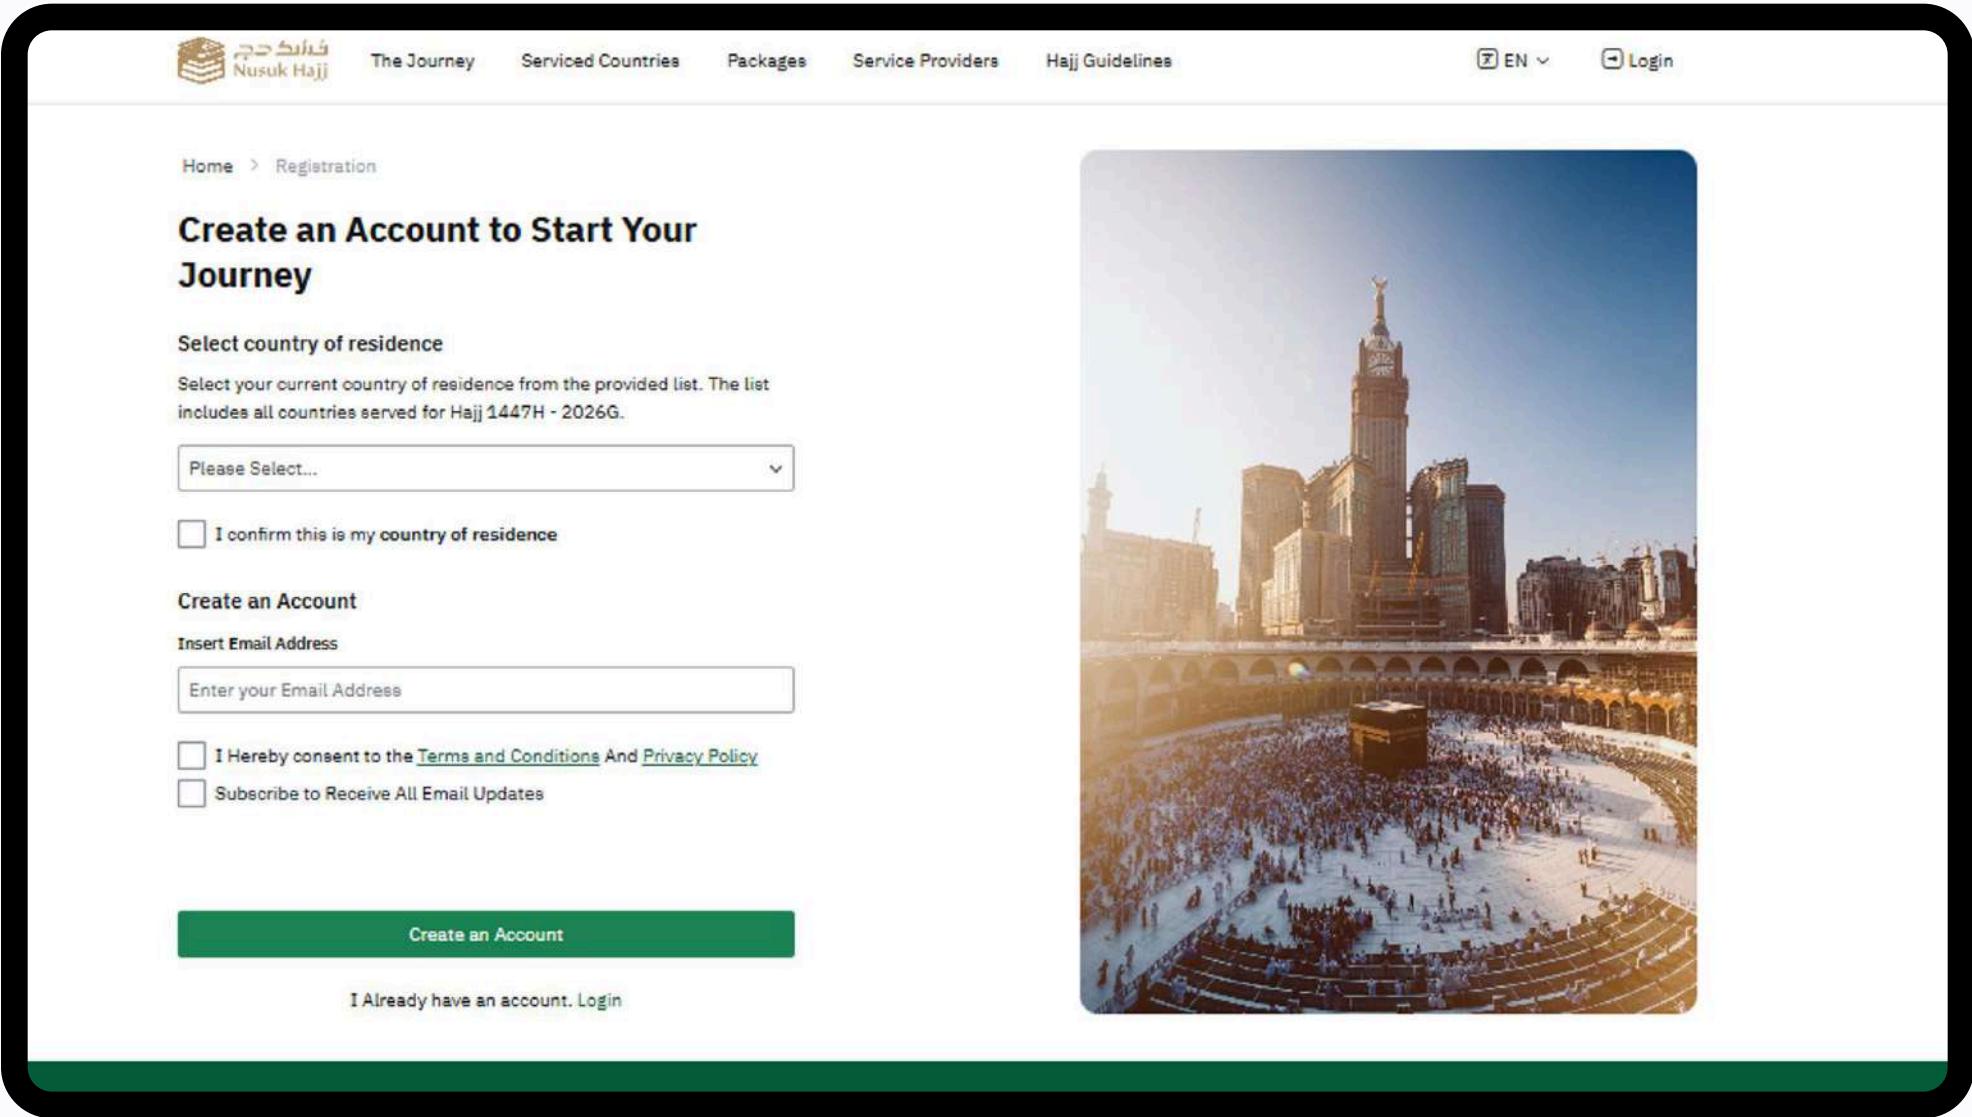 نسك حج
Nusuk Hajj
The Journey
Serviced Countries
Packages
Service Providers
Hajj Guidelines
EN
Login
Home > Registration
Create an Account to Start Your
Journey
Select country of residence
Select your current country of residence from the provided list. The list
includes all countries served for Hajj 1447H - 2026G.
Please Select...
I confirm this is my country of residence
Create an Account
Insert Email Address
Enter your Email Address
I Hereby consent to the Terms and Conditions And Privacy Policy
Subscribe to Receive All Email Updates
Create an Account
I Already have an account. Login